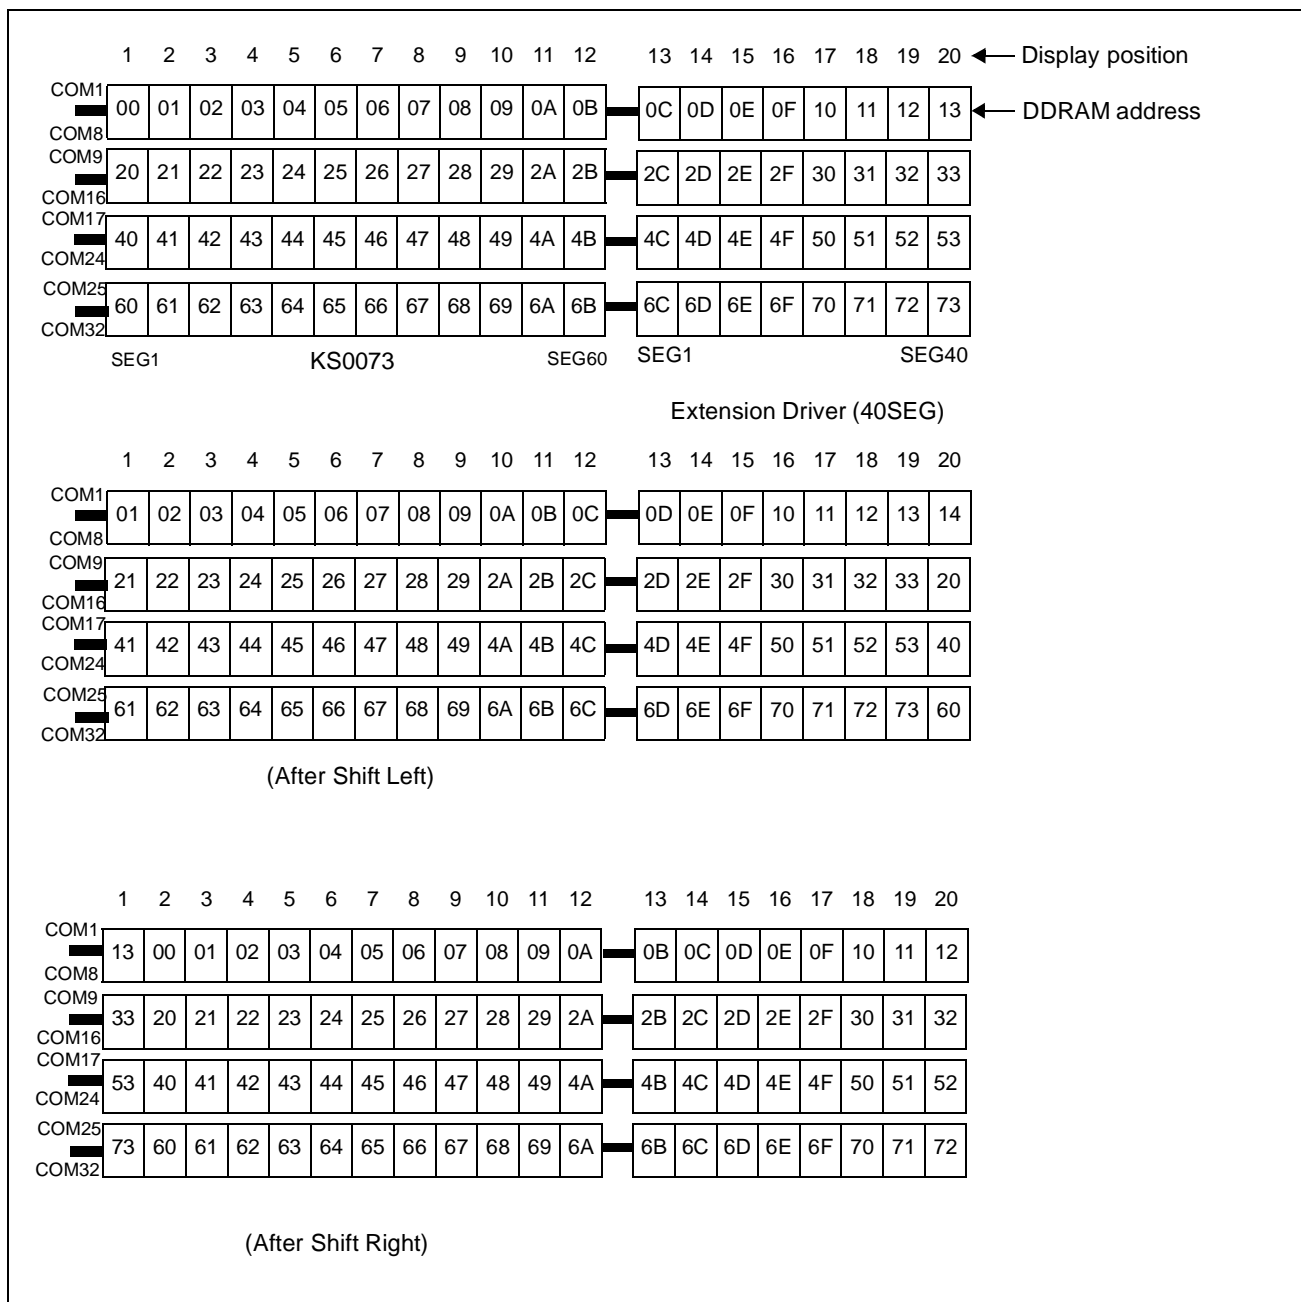 1 2 3 4 5 6 7 8 9 10 11 12 13 14 15 16 17 18 19 20 Display position
COM1
00 01 02 03 04 05 06 07 08 09 0A 0B 0C 0D 0E 0F 10 11 12 13 DDRAM address
COM8
COM9
20 21 22 23 24 25 26 27 28 29 2A 2B 2C 2D 2E 2F 30 31 32 33
COM16
COM17
40 41 42 43 44 45 46 47 48 49 4A 4B 4C 4D 4E 4F 50 51 52 53
COM24
COM25
60 61 62 63 64 65 66 67 68 69 6A 6B 6C 6D 6E 6F 70 71 72 73
COM32
SEG1 KS0073 SEG60 SEG1 SEG40
Extension Driver (40SEG)
1 2 3 4 5 6 7 8 9 10 11 12 13 14 15 16 17 18 19 20
COM1
01 02 03 04 05 06 07 08 09 0A 0B 0C 0D 0E 0F 10 11 12 13 14
COM8
COM9
21 22 23 24 25 26 27 28 29 2A 2B 2C 2D 2E 2F 30 31 32 33 20
COM16
COM17
41 42 43 44 45 46 47 48 49 4A 4B 4C 4D 4E 4F 50 51 52 53 40
COM24
COM25
61 62 63 64 65 66 67 68 69 6A 6B 6C 6D 6E 6F 70 71 72 73 60
COM32
(After Shift Left)
1 2 3 4 5 6 7 8 9 10 11 12 13 14 15 16 17 18 19 20
COM1
13 00 01 02 03 04 05 06 07 08 09 0A 0B 0C 0D 0E 0F 10 11 12
COM8
COM9
33 20 21 22 23 24 25 26 27 28 29 2A 2B 2C 2D 2E 2F 30 31 32
COM16
COM17
53 40 41 42 43 44 45 46 47 48 49 4A 4B 4C 4D 4E 4F 50 51 52
COM24
COM25
73 60 61 62 63 64 65 66 67 68 69 6A 6B 6C 6D 6E 6F 70 71 72
COM32
(After Shift Right)